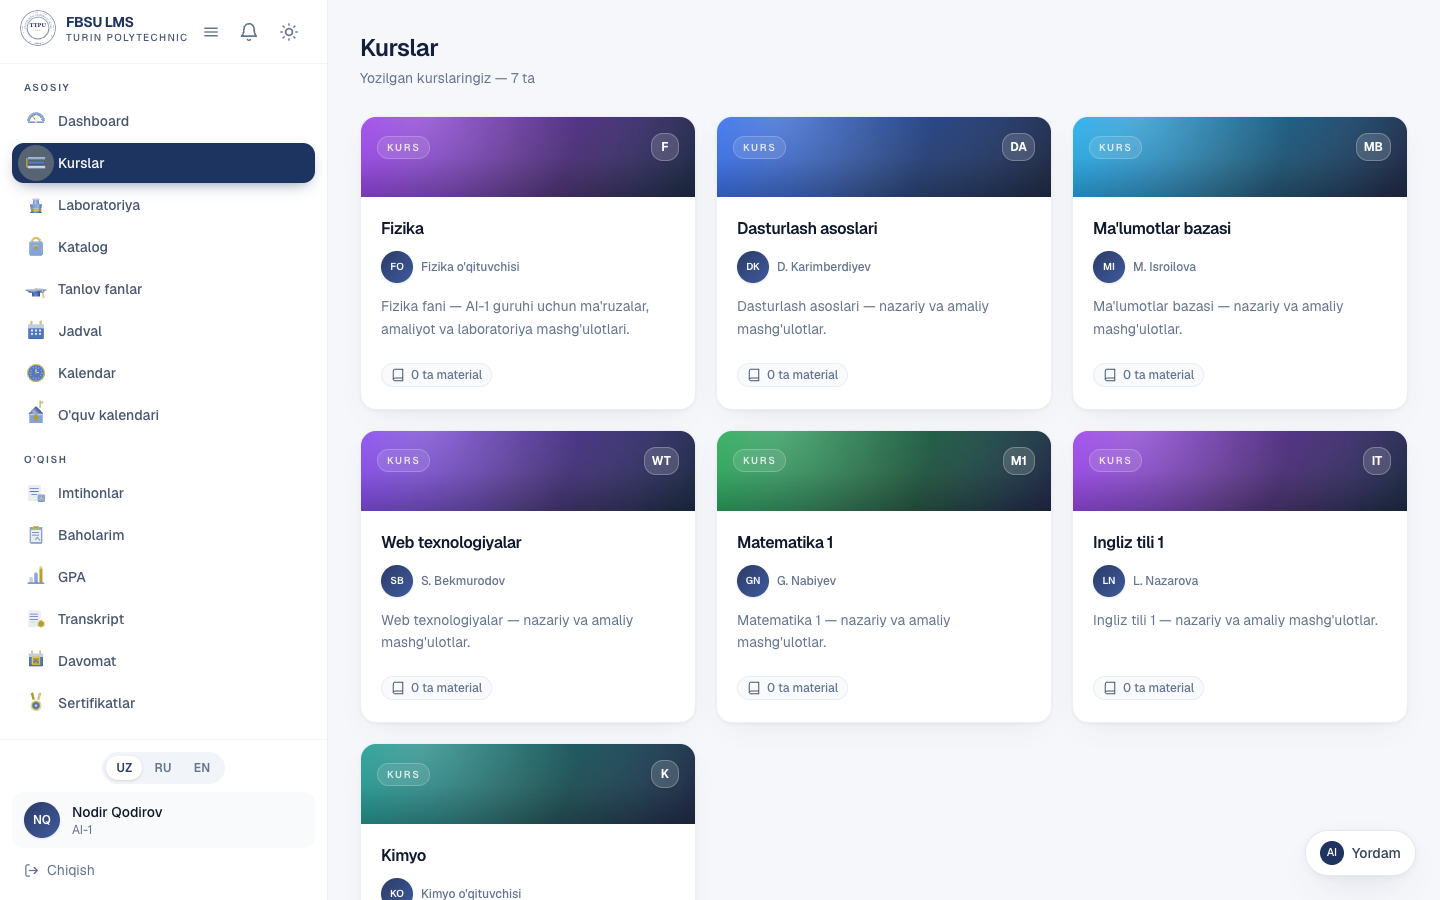 TTPU
FBSU LMS
TURIN POLYTECHNIC
ASOSIY
Dashboard
Kurslar
Laboratoriya
Katalog
Tanlov fanlar
Jadval
Kalendar
O'quv kalendari
O'QISH
Imtihonlar
Baholarim
GPA
Transkript
Davomat
Sertifikatlar
UZ RU EN
NQ
Nodir Qodirov
AI-1
Chiqish
Kurslar
Yozilgan kurslaringiz — 7 ta
KURS F
Fizika
FO Fizika o'qituvchisi
Fizika fani — AI-1 guruhi uchun ma'ruzalar,
amaliyot va laboratoriya mashg'ulotlari.
0 ta material
KURS DA
Dasturlash asoslari
DK D. Karimberdiyev
Dasturlash asoslari — nazariy va amaliy
mashg'ulotlar.
0 ta material
KURS MB
Ma'lumotlar bazasi
MI M. Isroilova
Ma'lumotlar bazasi — nazariy va amaliy
mashg'ulotlar.
0 ta material
KURS WT
Web texnologiyalar
SB S. Bekmurodov
Web texnologiyalar — nazariy va amaliy
mashg'ulotlar.
0 ta material
KURS M1
Matematika 1
GN G. Nabiyev
Matematika 1 — nazariy va amaliy
mashg'ulotlar.
0 ta material
KURS IT
Ingliz tili 1
LN L. Nazarova
Ingliz tili 1 — nazariy va amaliy mashg'ulotlar.
0 ta material
KURS K
Kimyo
KO Kimyo o'qituvchisi
AI Yordam